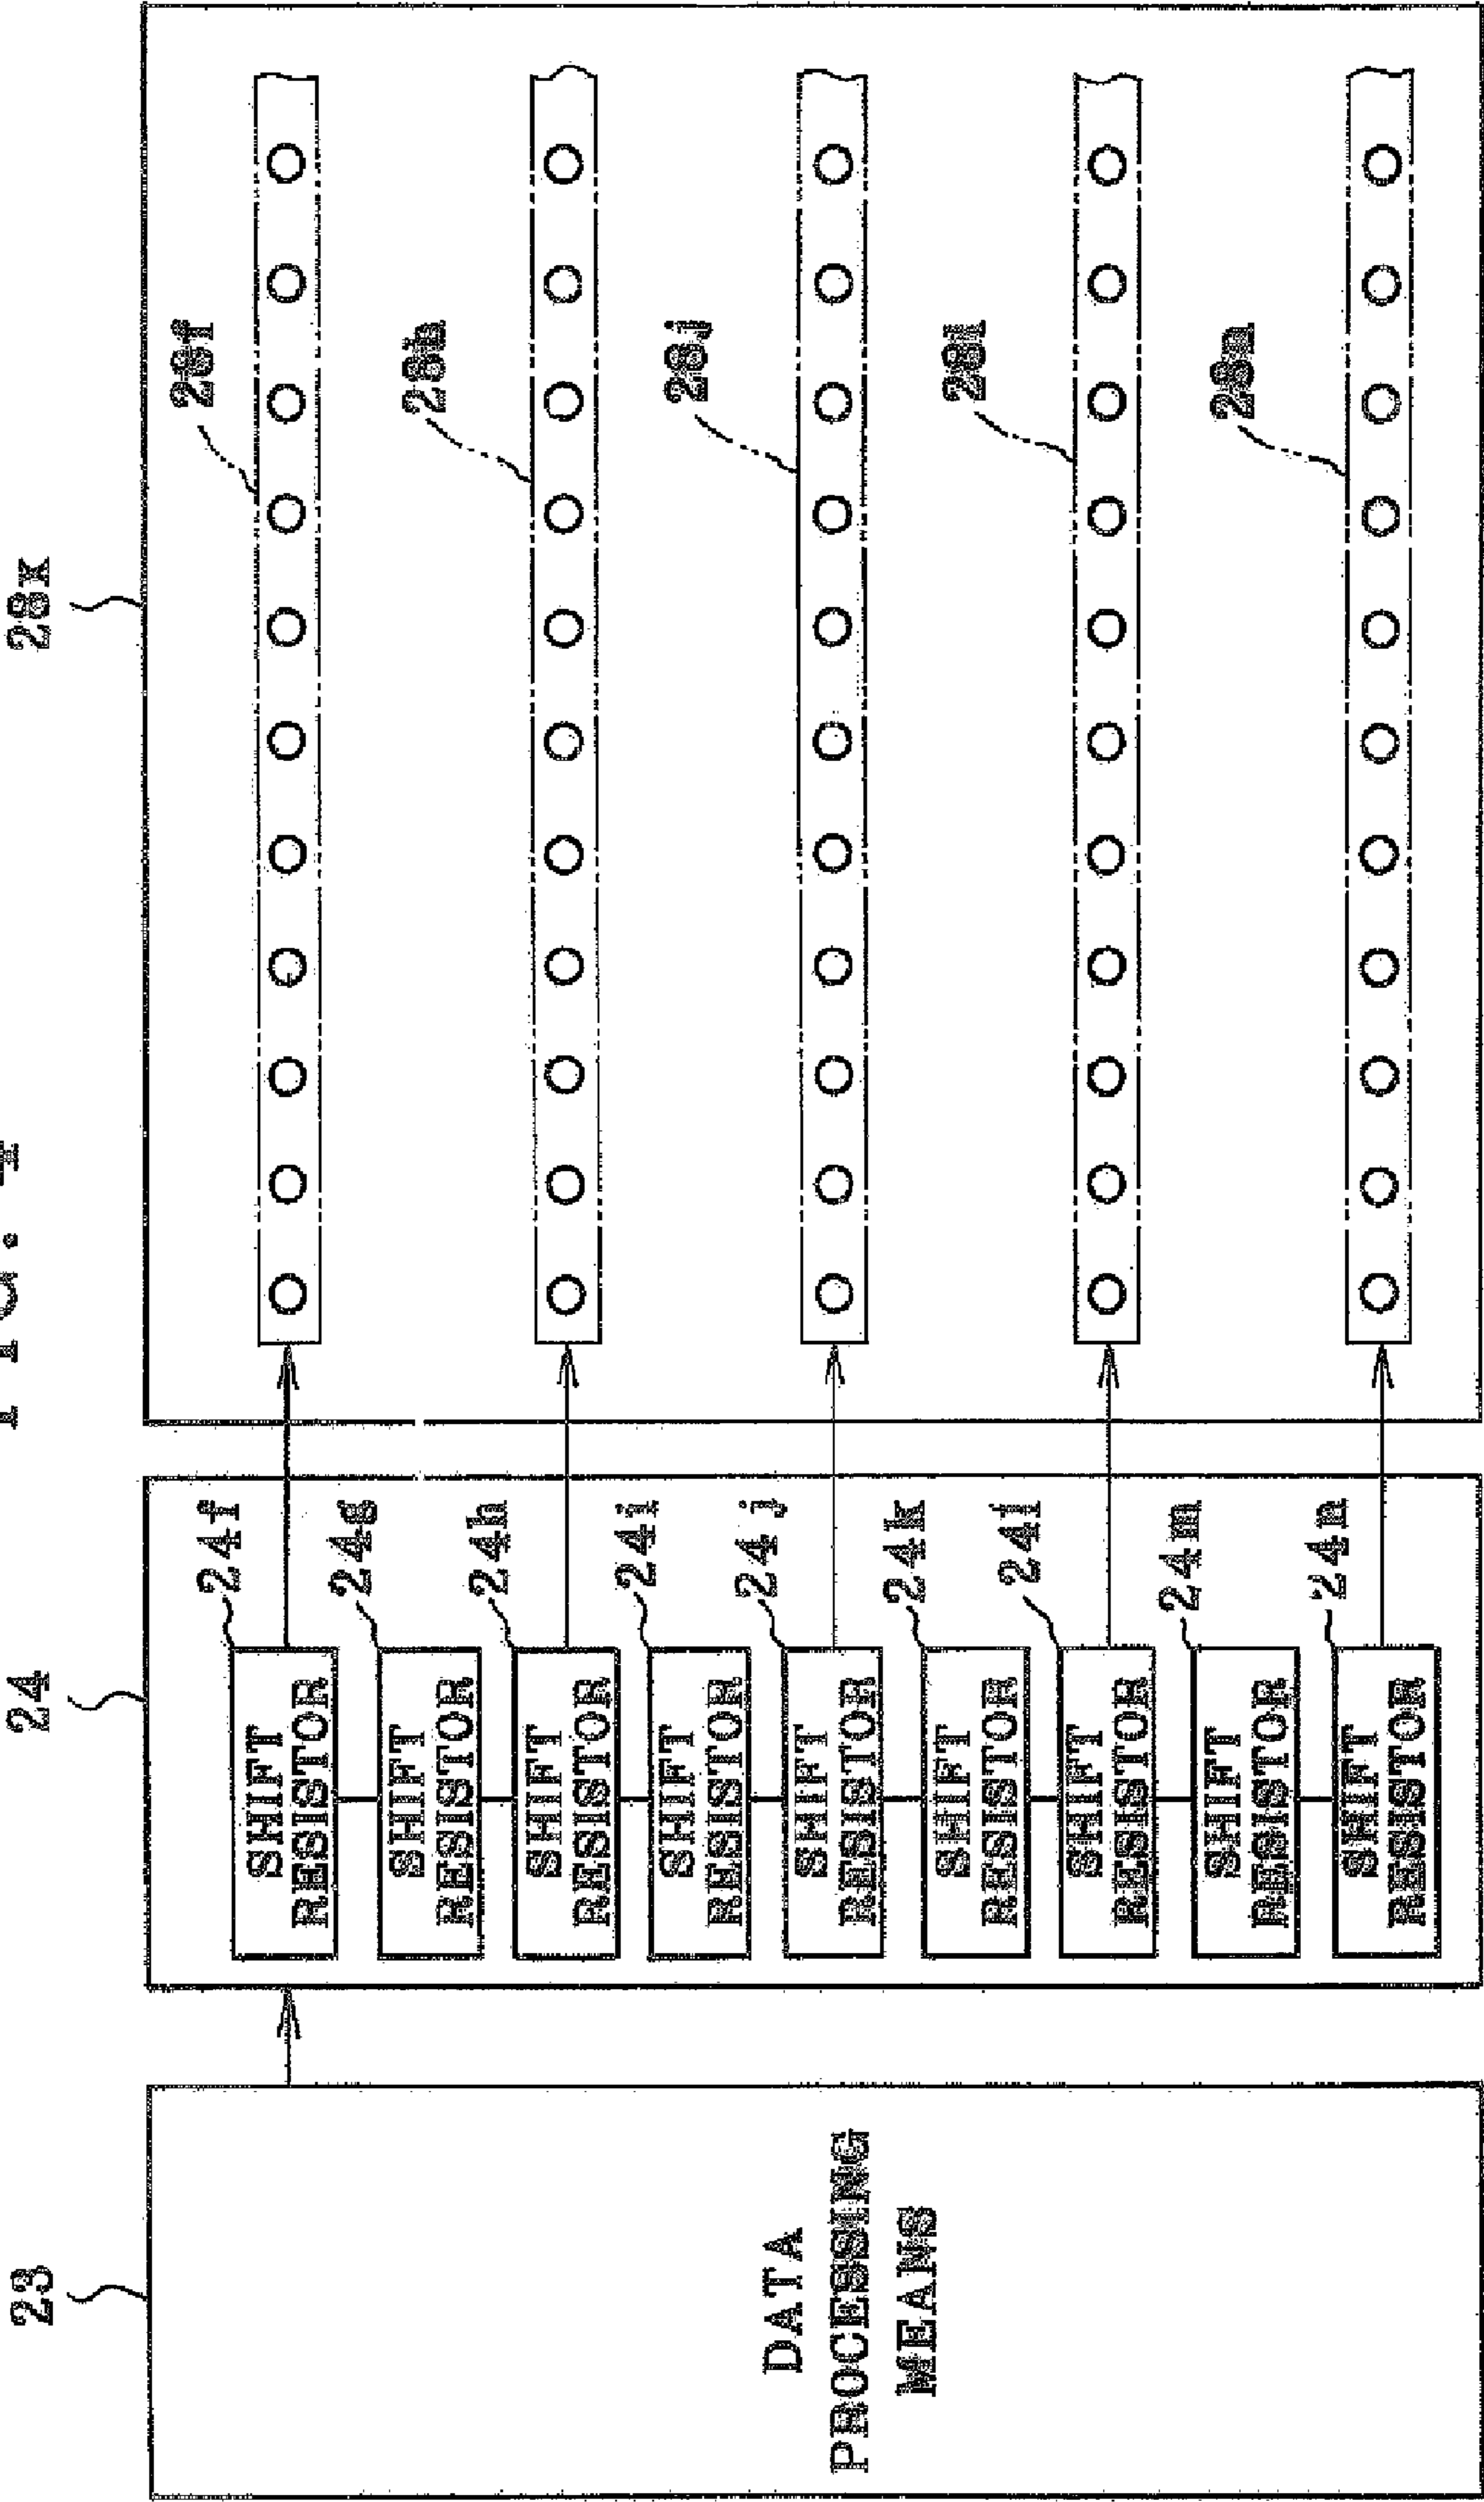 23
24
28x
DATA
PROCESSING
MEANS
24f
SHIFT
RESISTOR
24g
SHIFT
RESISTOR
24h
SHIFT
RESISTOR
24i
SHIFT
RESISTOR
24j
SHIFT
RESISTOR
24k
SHIFT
RESISTOR
24l
SHIFT
RESISTOR
24m
SHIFT
RESISTOR
24n
SHIFT
RESISTOR
28f
28h
28j
28l
28n